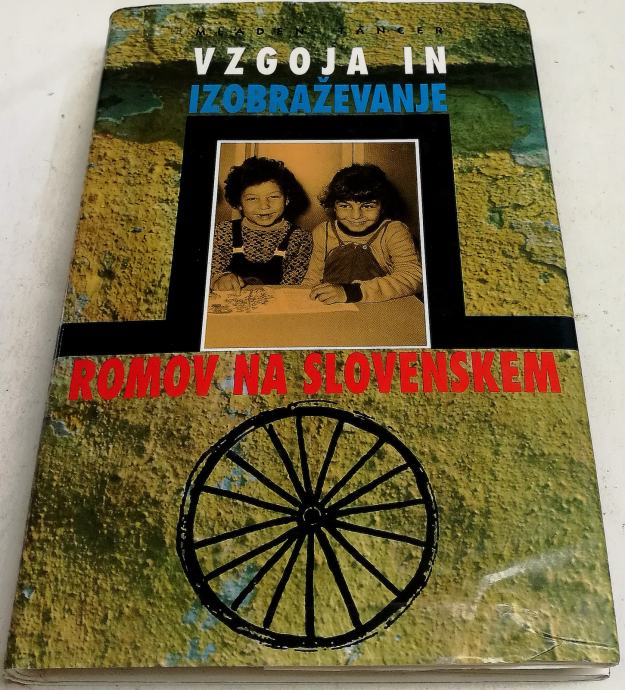 MLADEN TANCER
VZGOJA IN
IZOBRAŽEVANJE
ROMOV NA SLOVENSKEM